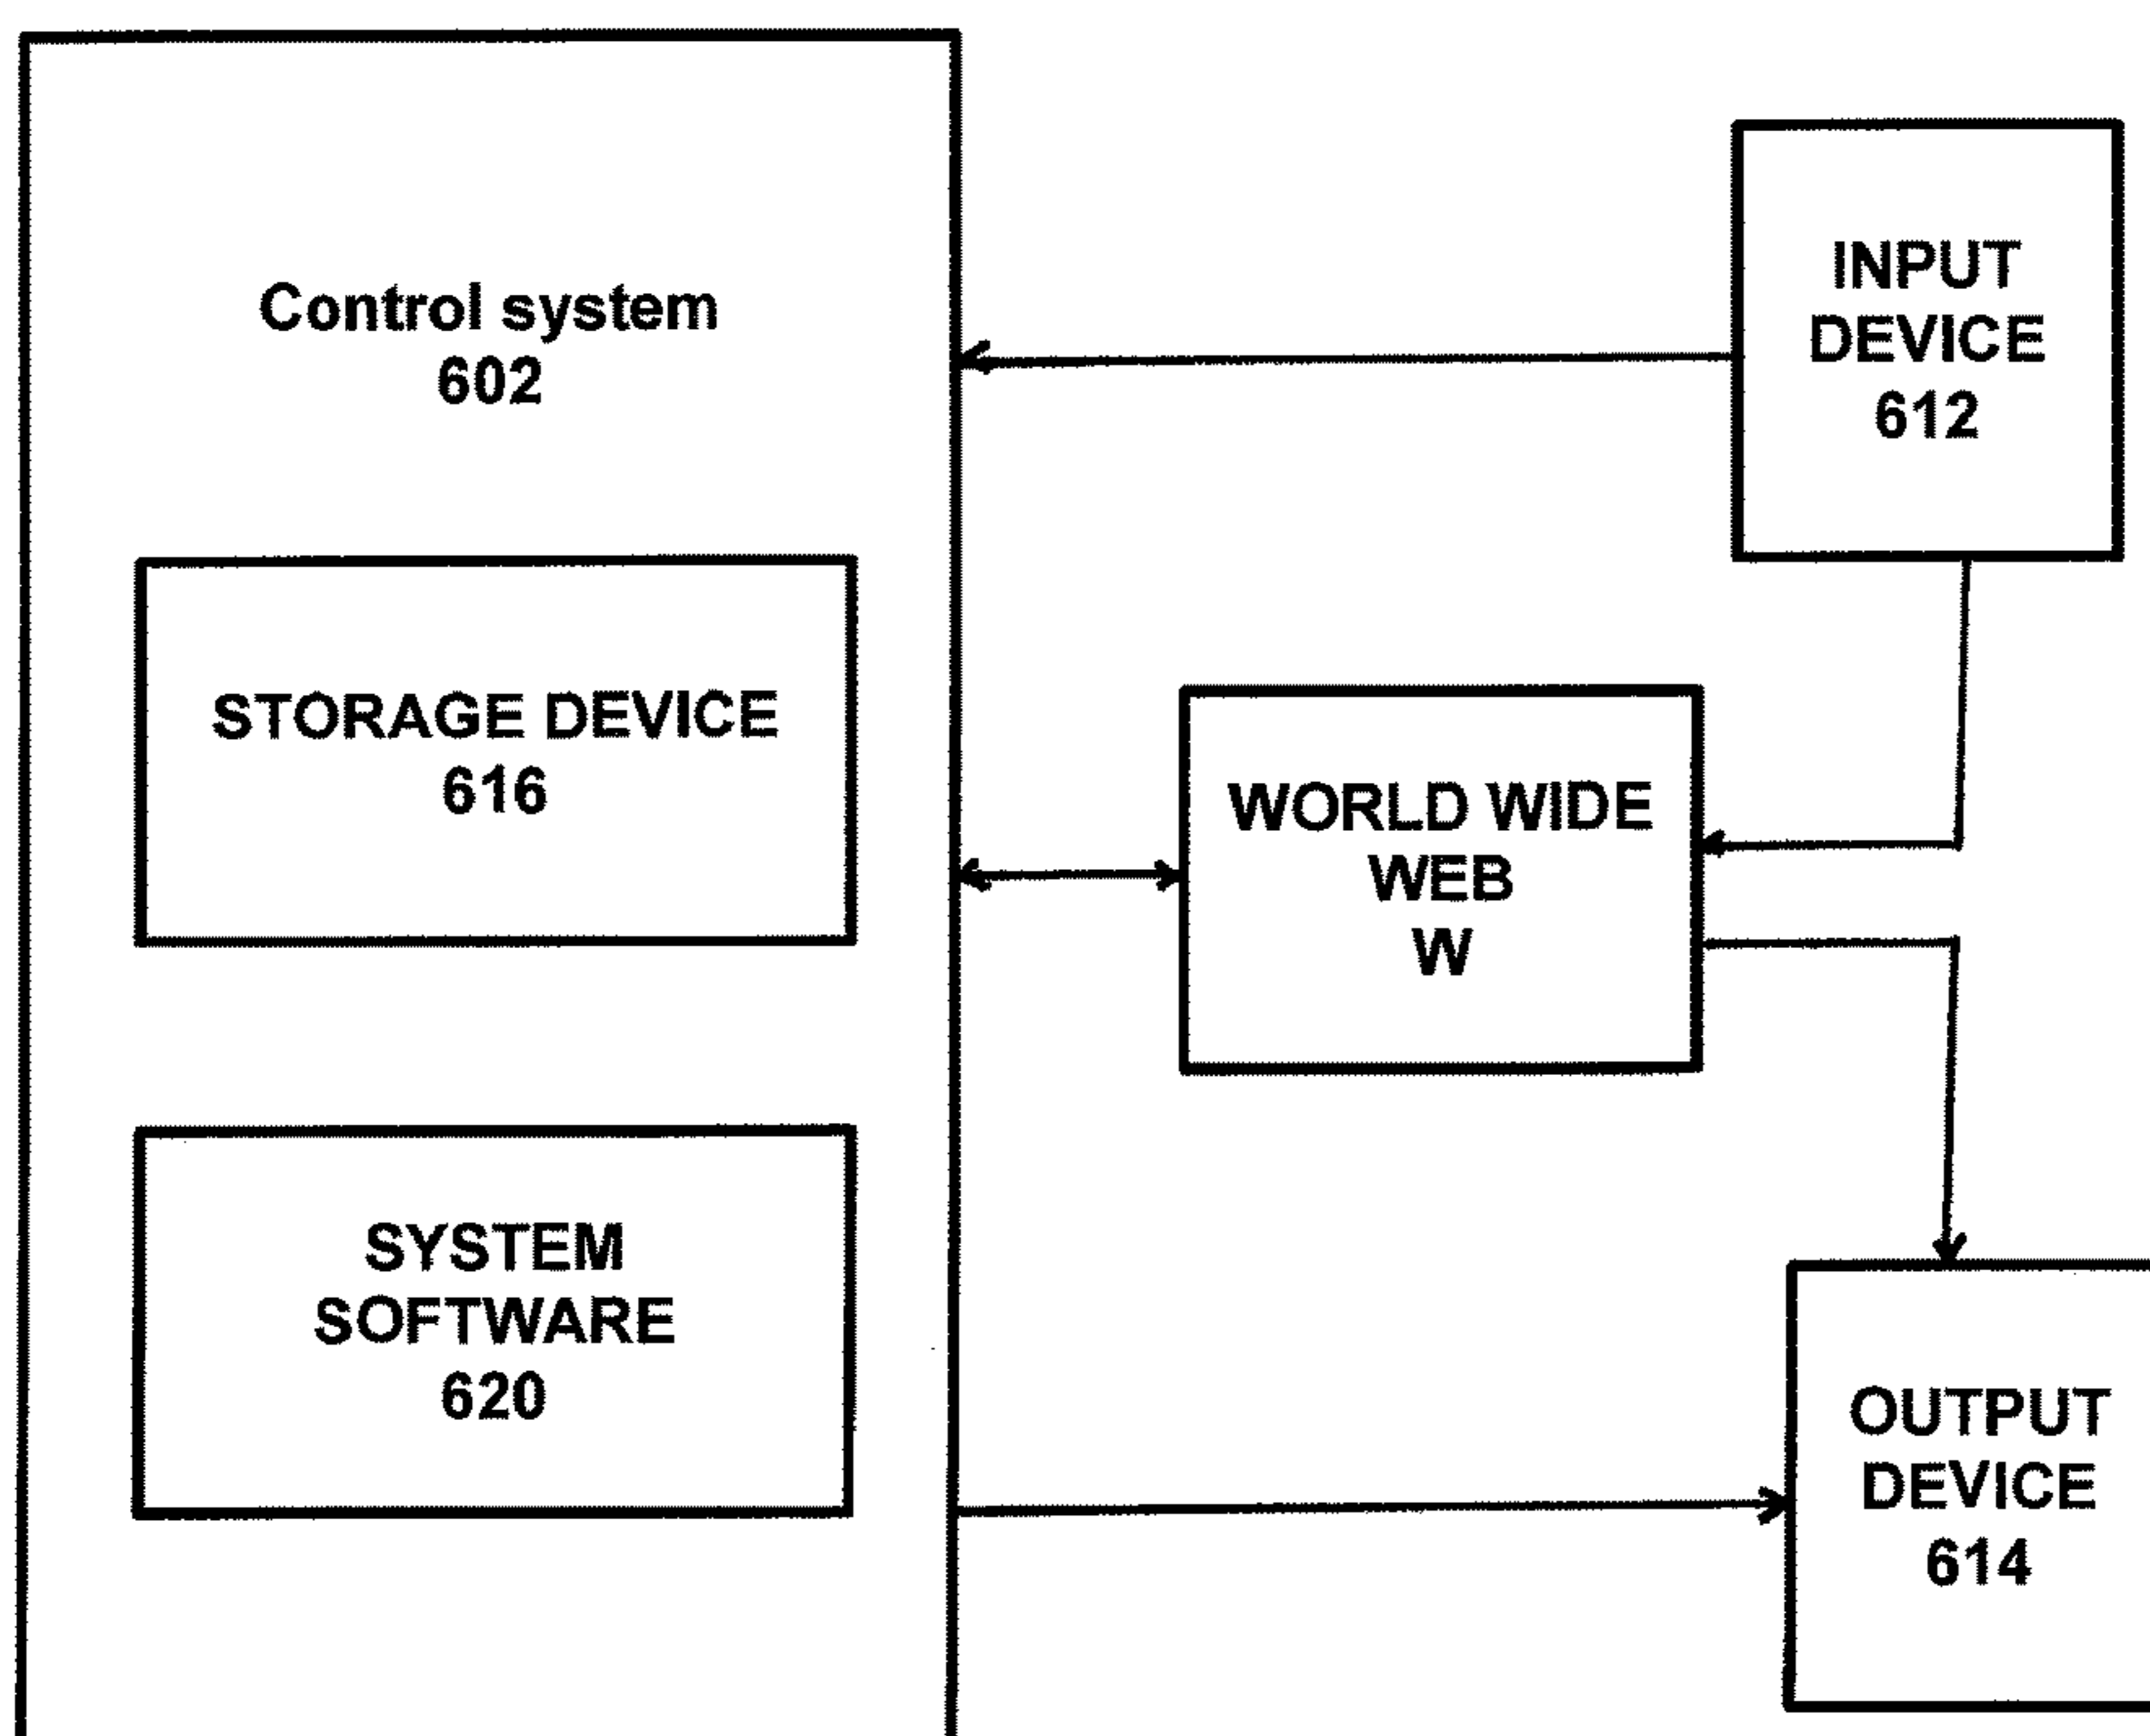 Control system
602
STORAGE DEVICE
616
SYSTEM
SOFTWARE
620
INPUT
DEVICE
612
WORLD WIDE
WEB
W
OUTPUT
DEVICE
614